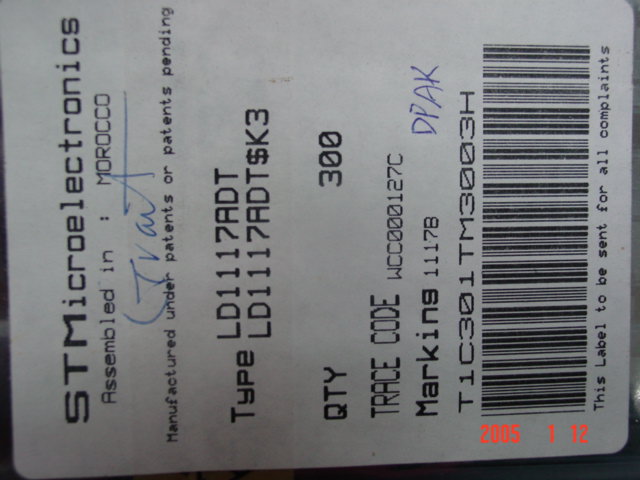 STMicroelectronics
Assembled in : MOROCCO
Manufactured under patents or patents pending
Type LD1117ADT
LD1117ADT$K3
QTY 300
TRACE CODE WCC000127C
Marking 1117B DPAK
T1C301TM3003H
This Label to be sent for all complaints
2005 1 12